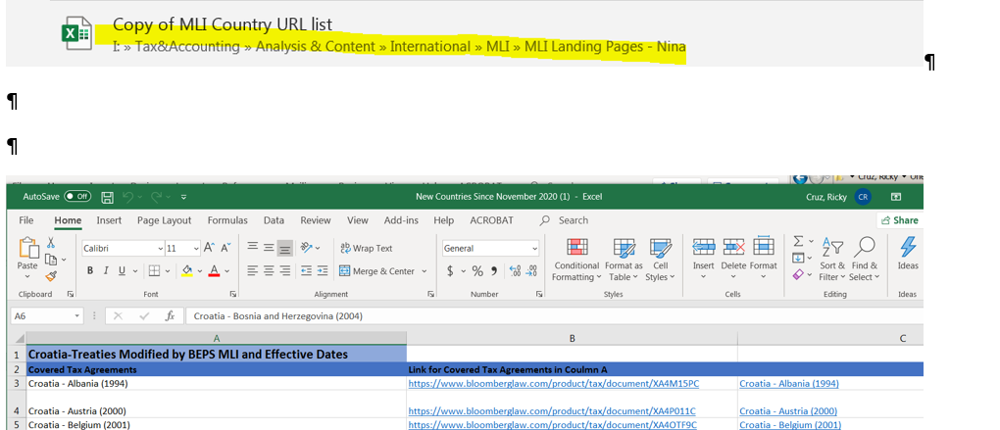 Copy of MLI Country URL list
I: » Tax&Accounting » Analysis & Content » International » MLI » MLI Landing Pages - Nina
¶
¶
¶
Cruz, Ricky
AutoSave Off New Countries Since November 2020 (1) - Excel Cruz, Ricky CR
File Home Insert Page Layout Formulas Data Review View Add-ins Help ACROBAT Search Share
Calibri 11 A A Wrap Text General
Paste B I U Merge & Center $ % Conditional Formatting Format as Table Cell Styles Insert Delete Format Sort & Filter Find & Select Ideas
Clipboard Font Alignment Number Styles Cells Editing Ideas
A6 fx Croatia - Bosnia and Herzegovina (2004)
A B C
1 Croatia-Treaties Modified by BEPS MLI and Effective Dates
2 Covered Tax Agreements Link for Covered Tax Agreements in Coulmn A
3 Croatia - Albania (1994) https://www.bloomberglaw.com/product/tax/document/XA4M15PC Croatia - Albania (1994)
4 Croatia - Austria (2000) https://www.bloomberglaw.com/product/tax/document/XA4P011C Croatia - Austria (2000)
5 Croatia - Belgium (2001) https://www.bloomberglaw.com/product/tax/document/XA4OTF9C Croatia - Belgium (2001)